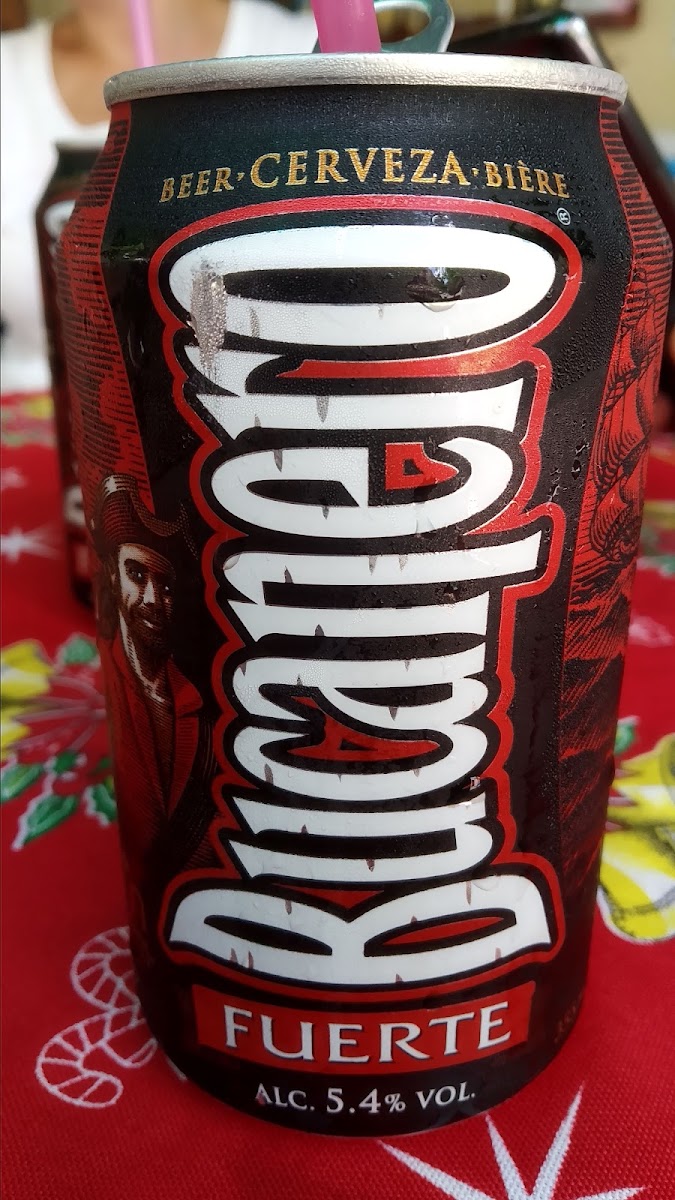 BEER · CERVEZA · BIÈRE
®
Bucanero
FUERTE
ALC. 5.4% VOL.